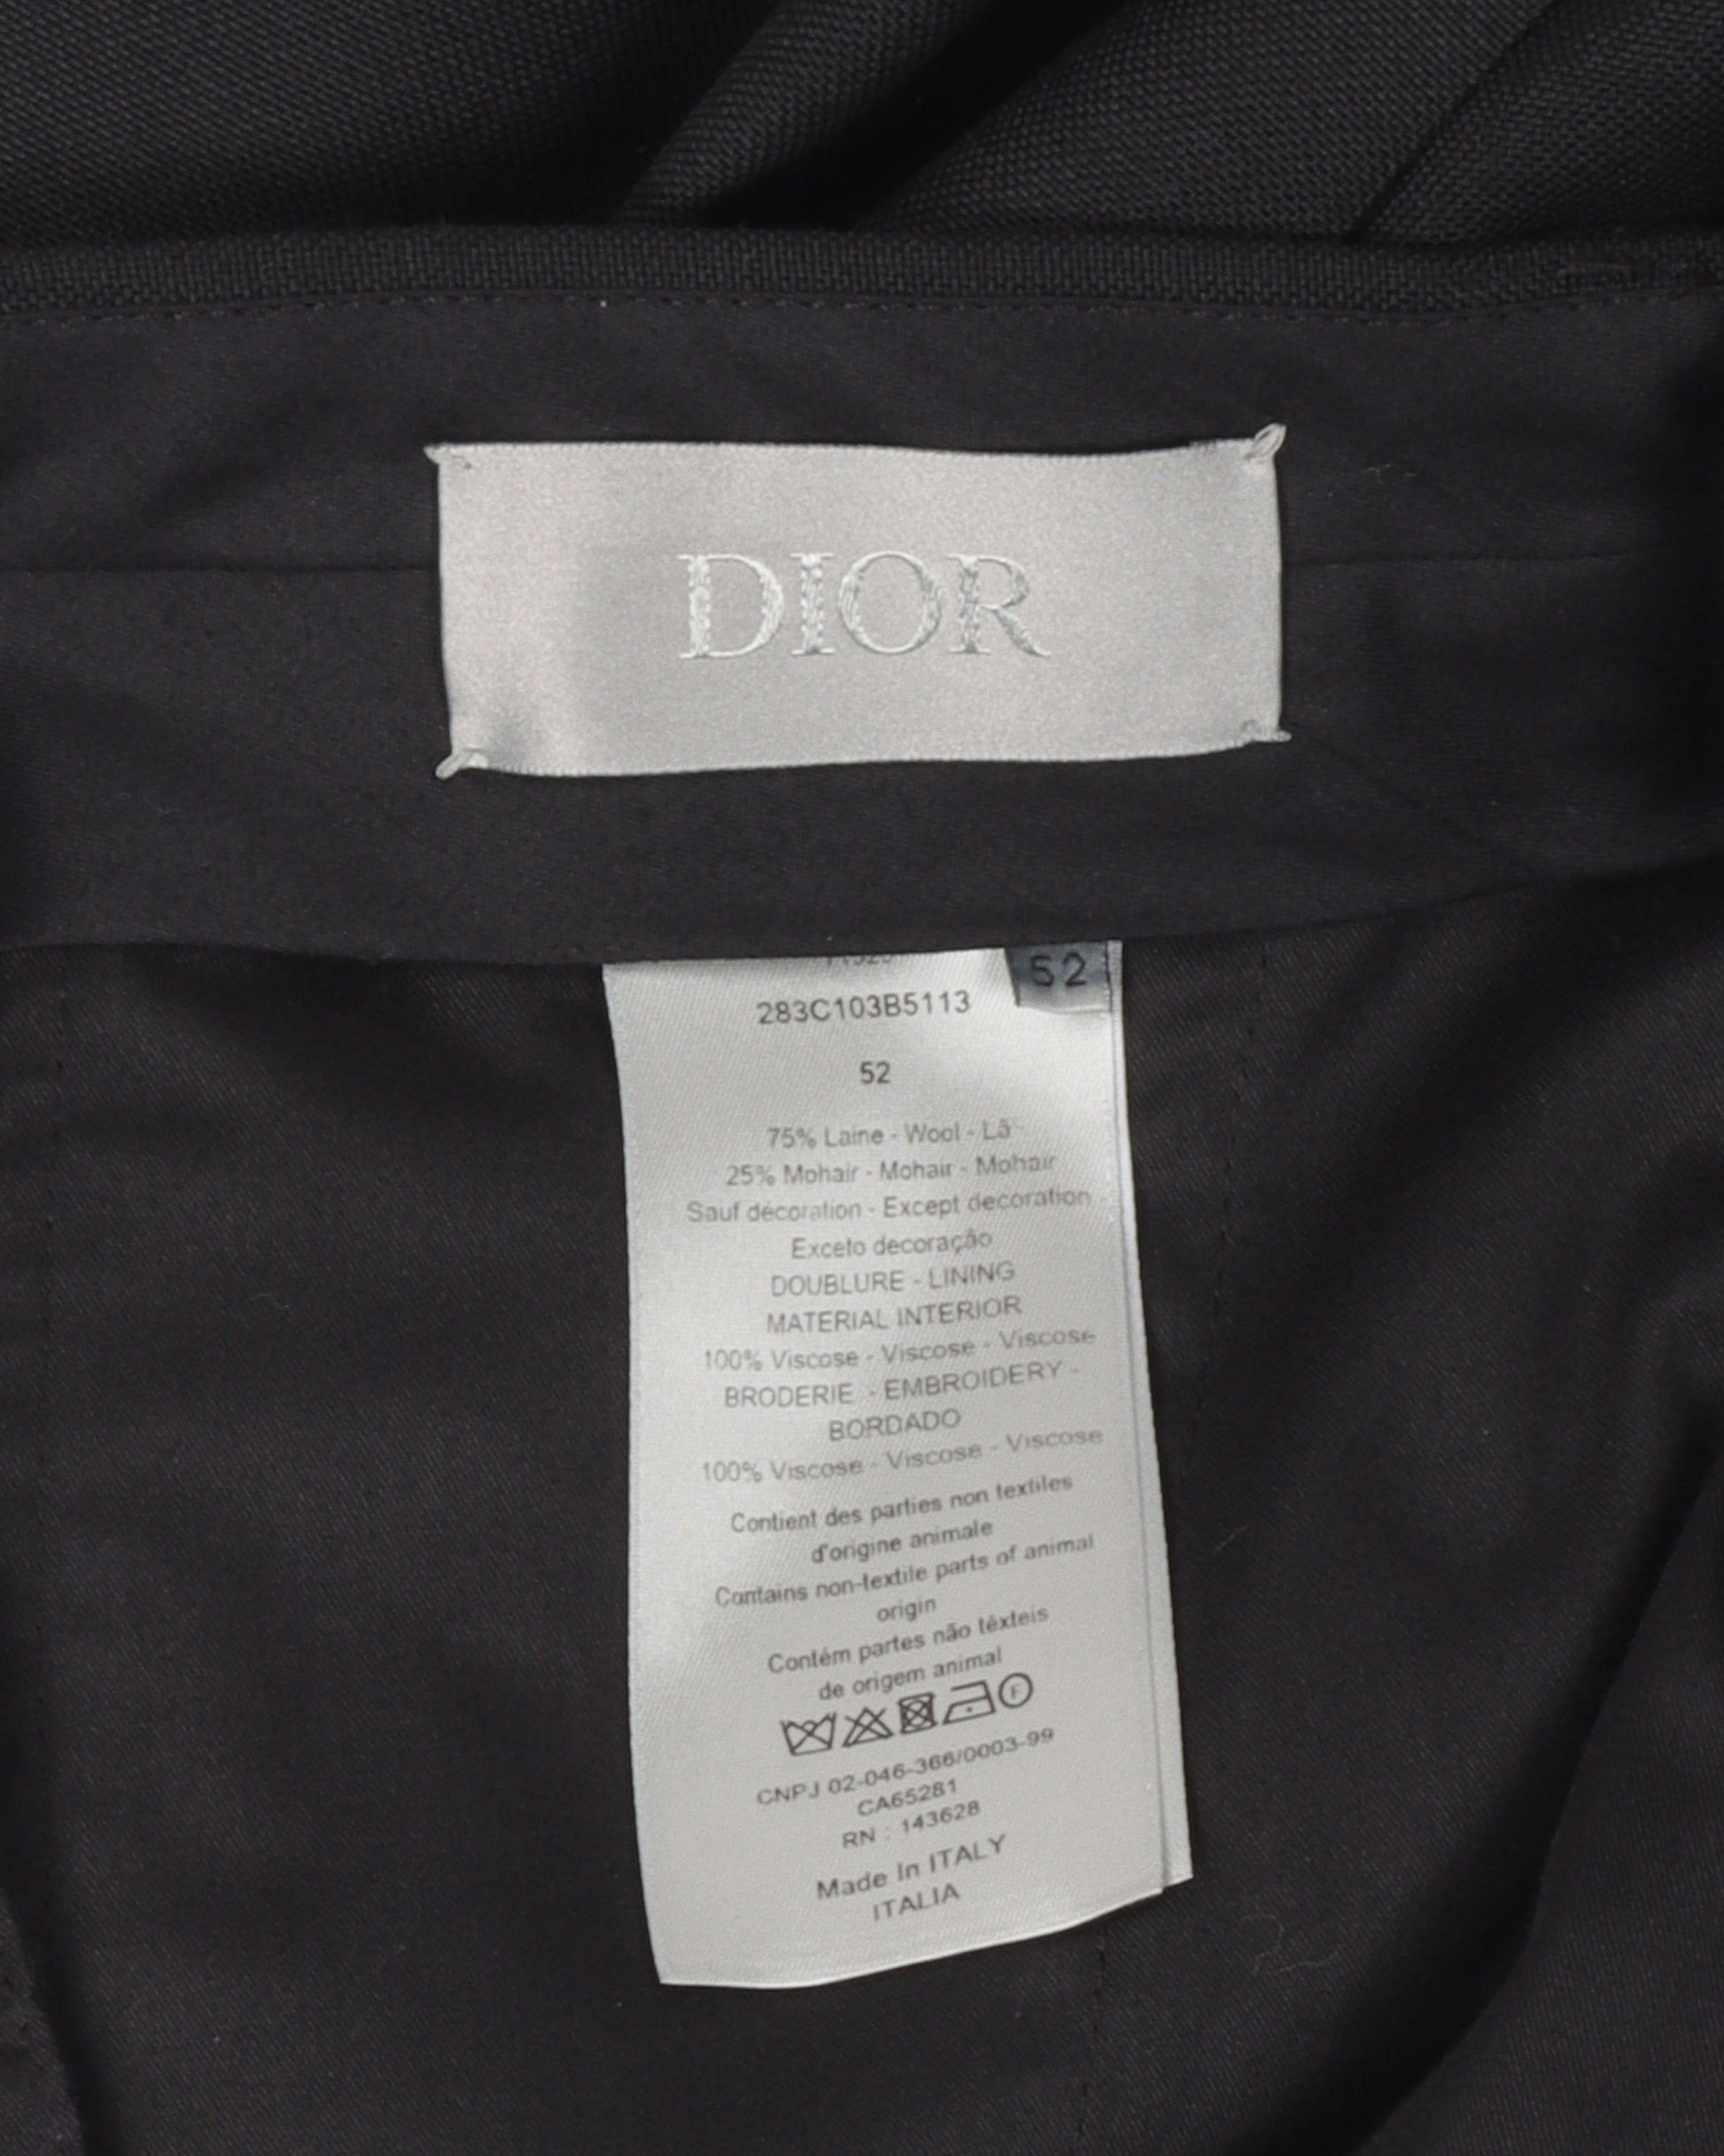 DIOR
52
283C103B5113
52
75% Laine - Wool - Lã
25% Mohair - Mohair - Mohair
Sauf décoration - Except decoration -
Exceto decoração
DOUBLURE - LINING
MATERIAL INTERIOR
100% Viscose - Viscose - Viscose
BRODERIE - EMBROIDERY -
BORDADO
100% Viscose - Viscose - Viscose
Contient des parties non textiles
d'origine animale
Contains non-textile parts of animal
origin
Contém partes não têxteis
de origem animal
F
CNPJ 02-046-366/0003-99
CA65281
RN : 143628
Made In ITALY
ITALIA